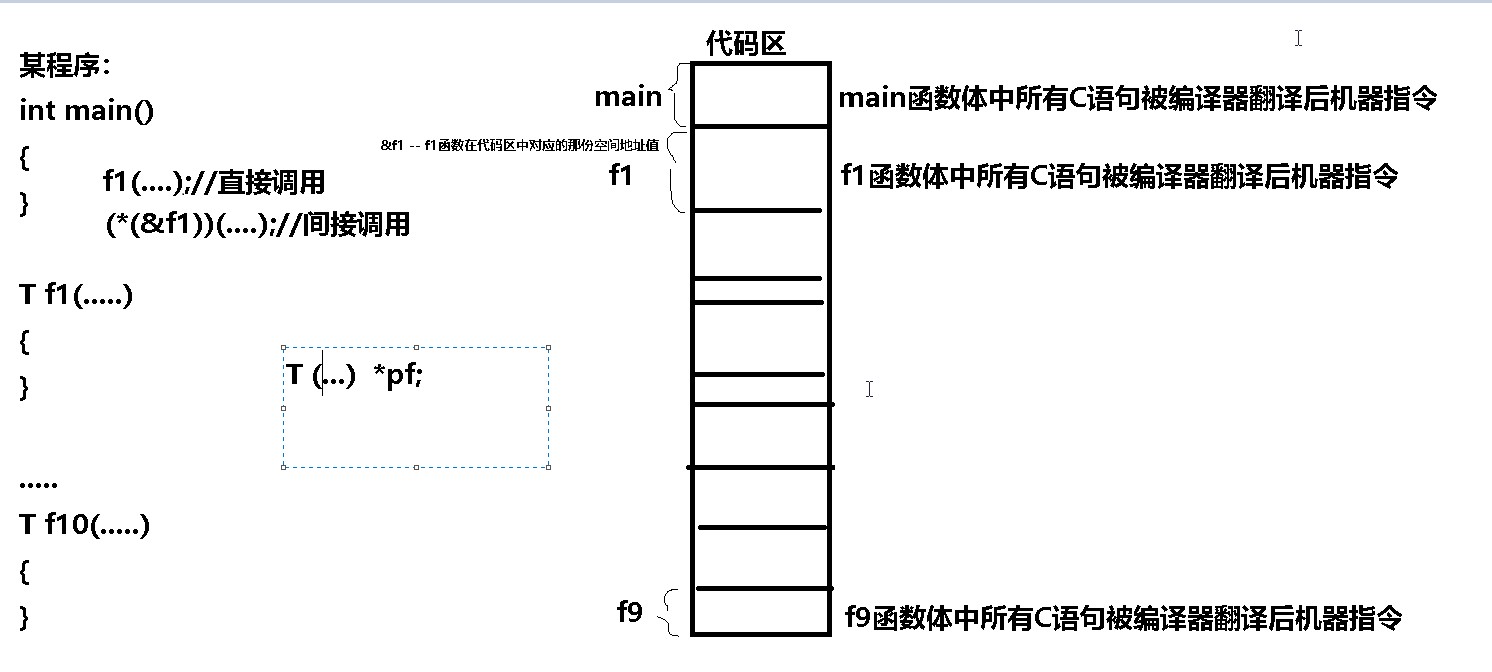 某程序：
int main()
{
f1(....);//直接调用
}
(*(&f1))(....);//间接调用
T f1(.....)
{
}
T (...)  *pf;
.....
T f10(.....)
{
}
代码区
main
main函数体中所有C语句被编译器翻译后机器指令
&f1 -- f1函数在代码区中对应的那份空间地址值
f1
f1函数体中所有C语句被编译器翻译后机器指令
f9
f9函数体中所有C语句被编译器翻译后机器指令